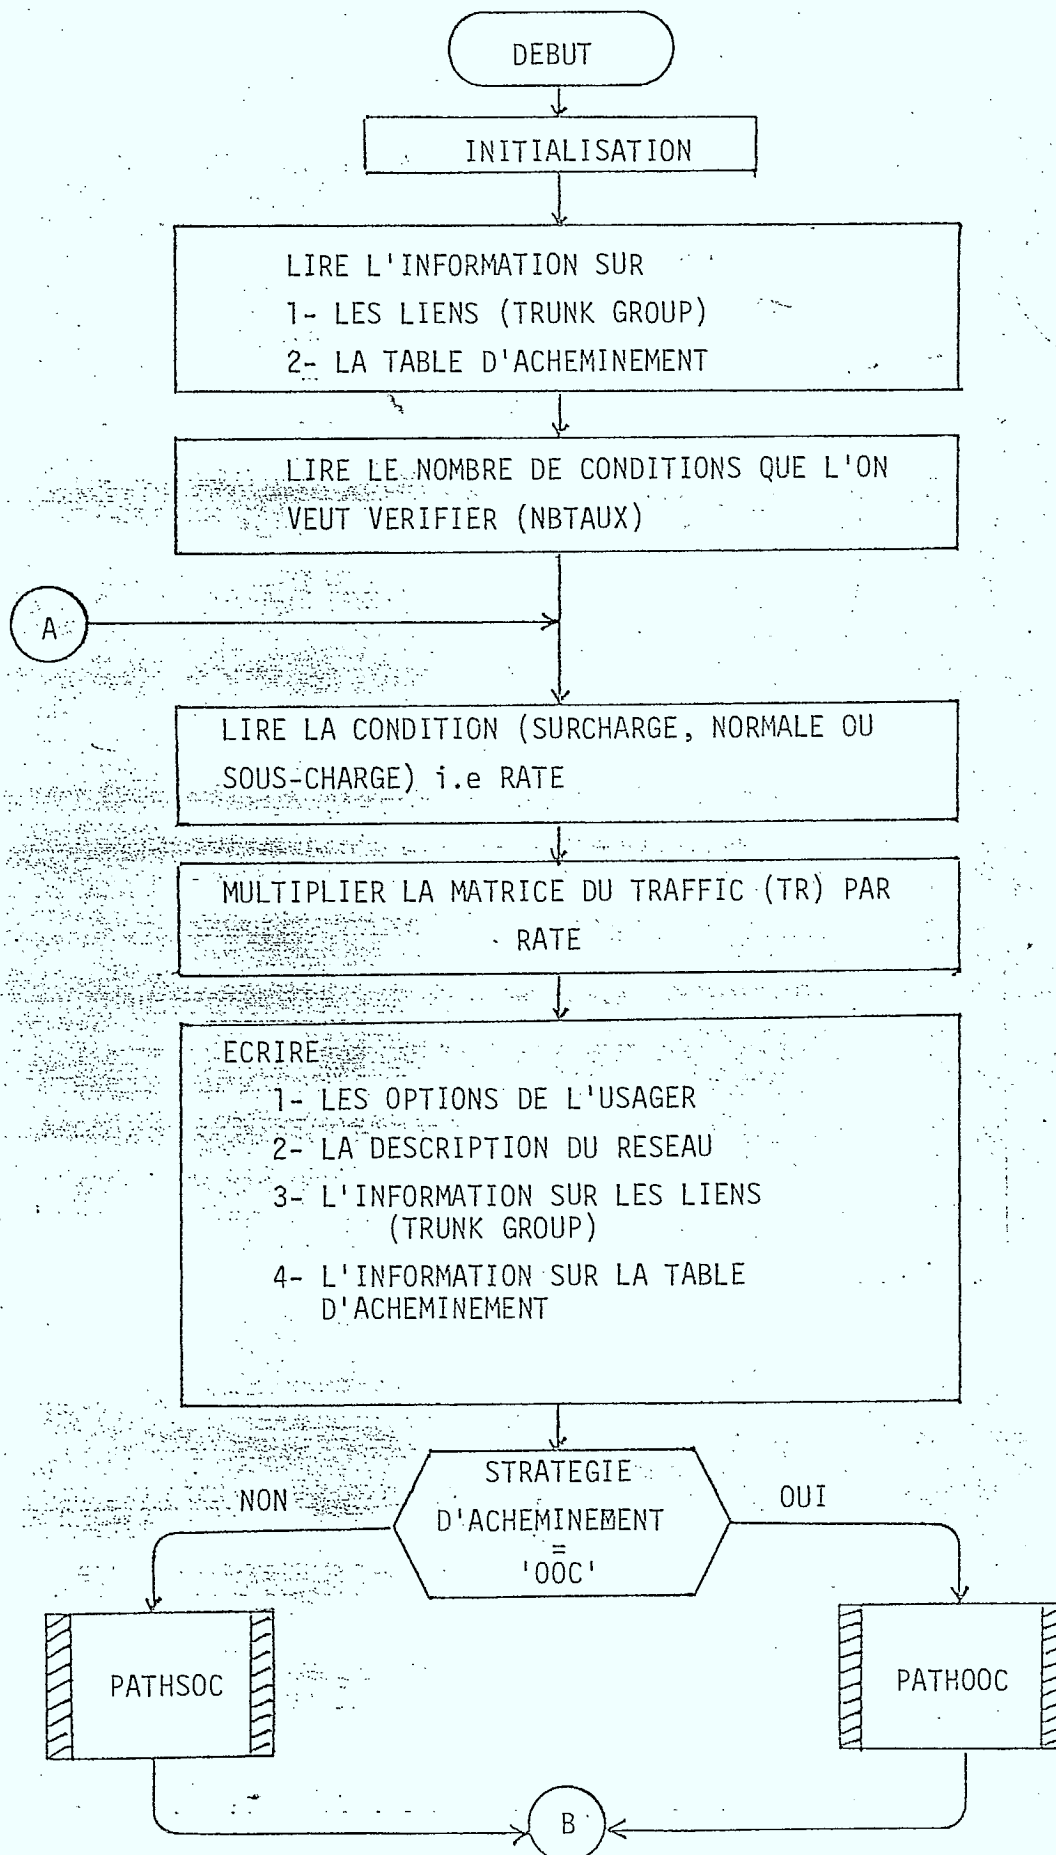 DEBUT
INITIALISATION
LIRE L'INFORMATION SUR
1- LES LIENS (TRUNK GROUP)
2- LA TABLE D'ACHEMINEMENT
LIRE LE NOMBRE DE CONDITIONS QUE L'ON
VEUT VERIFIER (NBTAUX)
A
LIRE LA CONDITION (SURCHARGE, NORMALE OU
SOUS-CHARGE) i.e RATE
MULTIPLIER LA MATRICE DU TRAFFIC (TR) PAR
RATE
ECRIRE
1- LES OPTIONS DE L'USAGER
2- LA DESCRIPTION DU RESEAU
3- L'INFORMATION SUR LES LIENS
(TRUNK GROUP)
4- L'INFORMATION SUR LA TABLE
D'ACHEMINEMENT
STRATEGIE
NON
OUI
D'ACHEMINEMENT
=
'OOC'
PATHSOC
PATHOOC
B